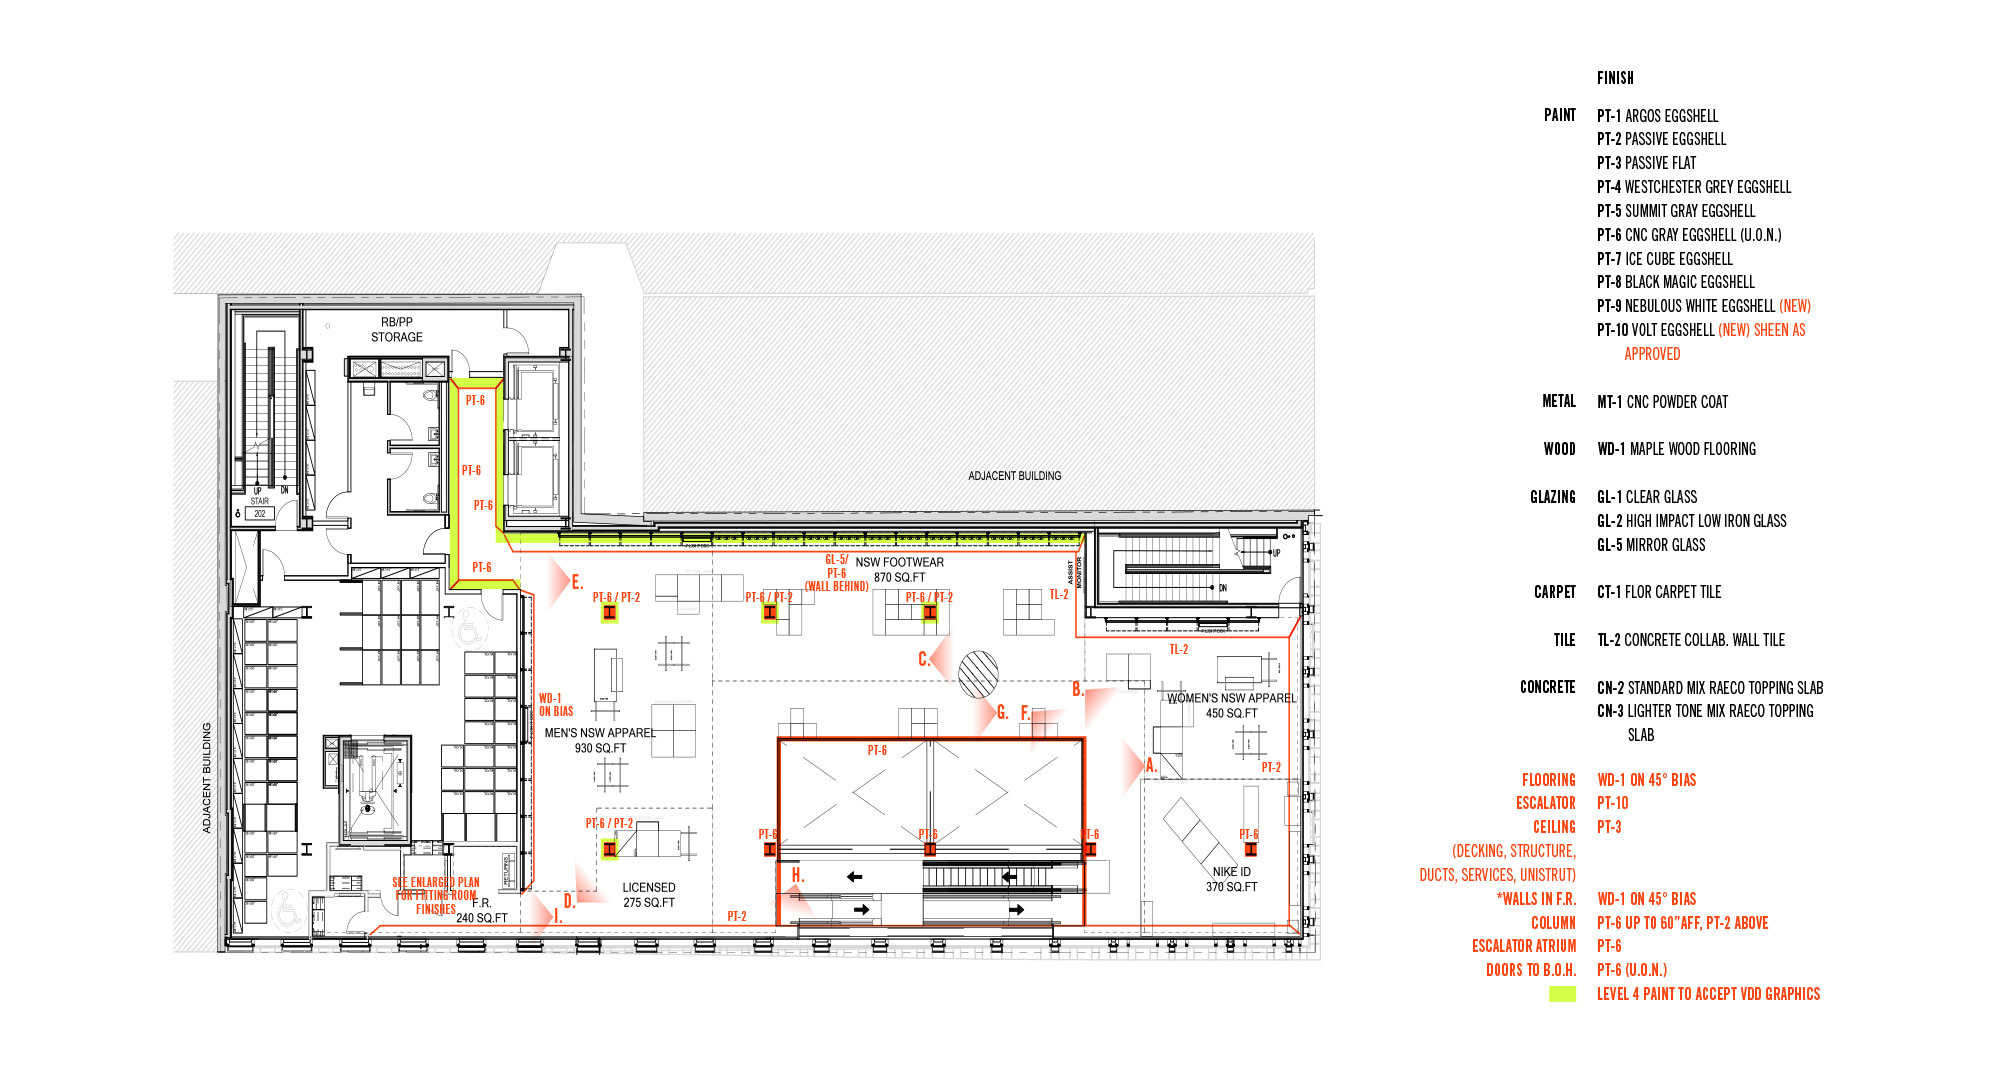 FINISH
PAINT PT-1 ARGOS EGGSHELL
PT-2 PASSIVE EGGSHELL
PT-3 PASSIVE FLAT
PT-4 WESTCHESTER GREY EGGSHELL
PT-5 SUMMIT GRAY EGGSHELL
PT-6 CNC GRAY EGGSHELL (U.O.N.)
PT-7 ICE CUBE EGGSHELL
PT-8 BLACK MAGIC EGGSHELL
PT-9 NEBULOUS WHITE EGGSHELL (NEW)
PT-10 VOLT EGGSHELL (NEW) SHEEN AS
APPROVED
METAL MT-1 CNC POWDER COAT
WOOD WD-1 MAPLE WOOD FLOORING
GLAZING GL-1 CLEAR GLASS
GL-2 HIGH IMPACT LOW IRON GLASS
GL-5 MIRROR GLASS
CARPET CT-1 FLOR CARPET TILE
TILE TL-2 CONCRETE COLLAB. WALL TILE
CONCRETE CN-2 STANDARD MIX RAECO TOPPING SLAB
CN-3 LIGHTER TONE MIX RAECO TOPPING
SLAB
FLOORING WD-1 ON 45° BIAS
ESCALATOR PT-10
CEILING PT-3
(DECKING, STRUCTURE,
DUCTS, SERVICES, UNISTRUT)
*WALLS IN F.R. WD-1 ON 45° BIAS
COLUMN PT-6 UP TO 60"AFF, PT-2 ABOVE
ESCALATOR ATRIUM PT-6
DOORS TO B.O.H. PT-6 (U.O.N.)
LEVEL 4 PAINT TO ACCEPT VDD GRAPHICS
RB/PP
STORAGE
PT-6
PT-6
PT-6
PT-6
UP
DN
STAIR
202
ADJACENT BUILDING
ADJACENT BUILDING
GL-5/
PT-6
(WALL BEHIND)
NSW FOOTWEAR
870 SQ.FT
ASSIST
MONITOR
UP
DN
E.
PT-6 / PT-2
PT-6 / PT-2
PT-6 / PT-2
TL-2
TL-2
C.
B.
G.
F.
A.
WD-1
ON BIAS
MEN'S NSW APPAREL
930 SQ.FT
WOMEN'S NSW APPAREL
450 SQ.FT
PT-6
PT-2
PT-6 / PT-2
PT-6
PT-6
PT-6
PT-6
H.
NIKE ID
370 SQ.FT
LICENSED
275 SQ.FT
D.
I.
PT-2
RETURNS
SEE ENLARGED PLAN
FOR FITTING ROOM
FINISHES
F.R.
240 SQ.FT